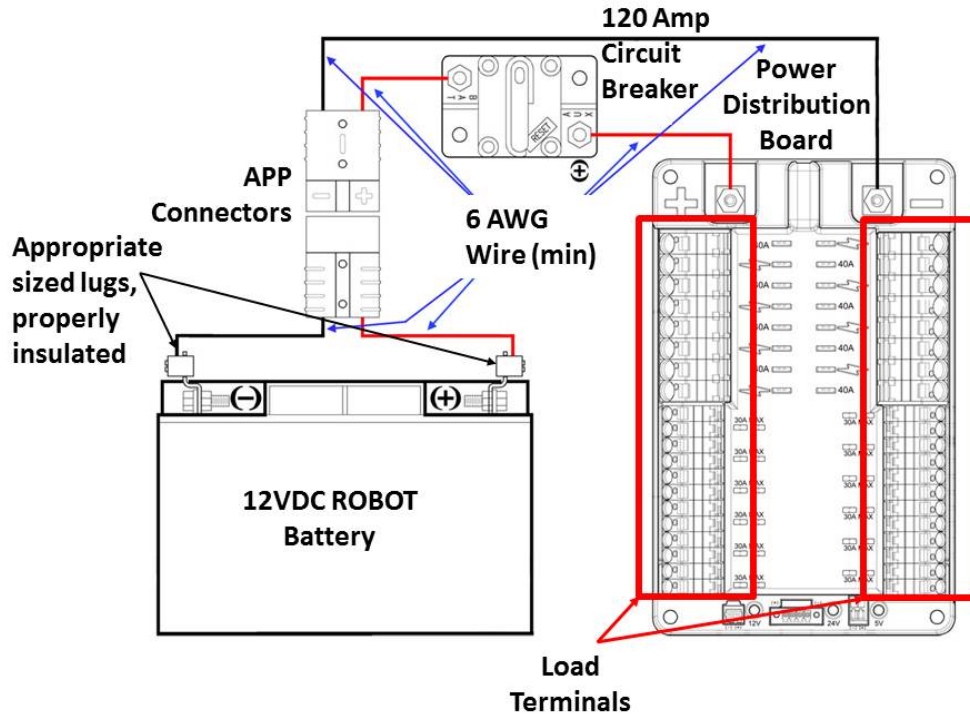 120 Amp
Circuit
Breaker
Power
Distribution
Board
B A T
A U X
RESET
(+)
APP
Connectors
6 AWG
Wire (min)
Appropriate
sized lugs,
properly
insulated
(−)
(+)
12VDC ROBOT
Battery
40A
40A
40A
40A
40A
40A
40A
40A
30A MAX
30A MAX
30A MAX
30A MAX
30A MAX
30A MAX
30A MAX
30A MAX
30A MAX
30A MAX
30A MAX
12V
24V
5V
Load
Terminals